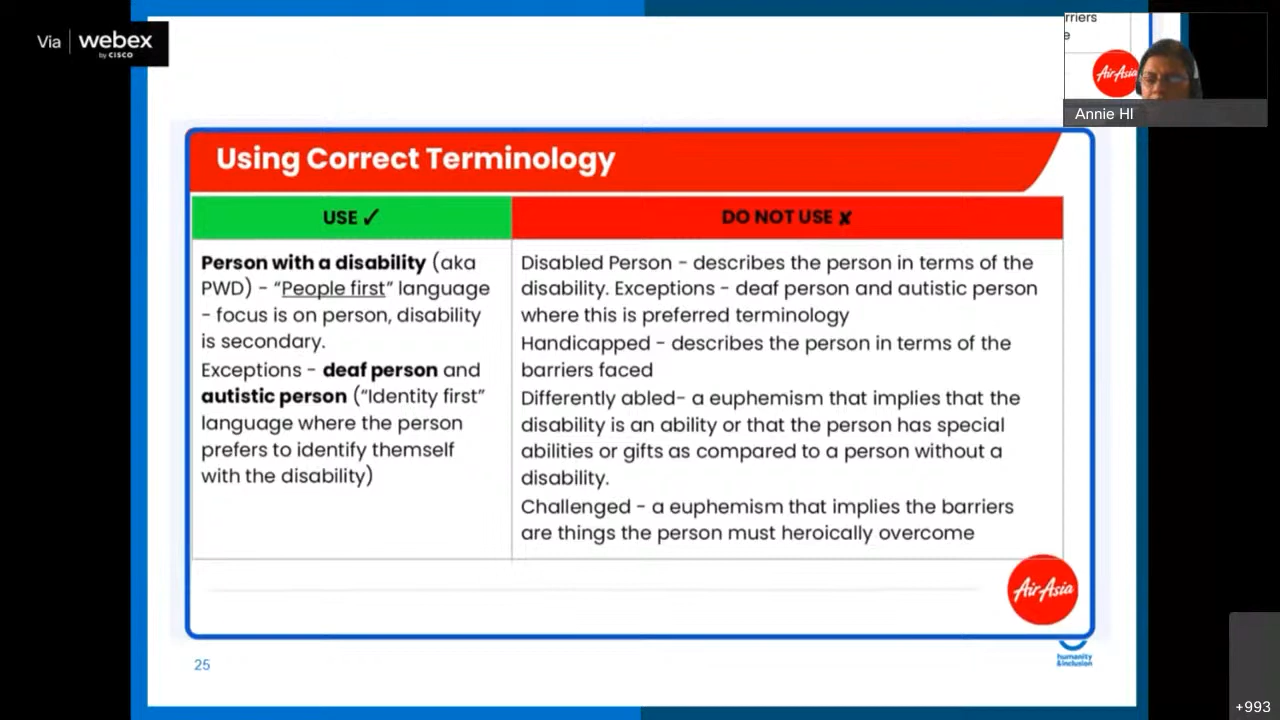 Via webex
by CISCO
rriers
e
AirAsia
Annie HI
Using Correct Terminology
USE ✓
DO NOT USE ✘
Person with a disability (aka
PWD) - “People first” language
- focus is on person, disability
is secondary.
Exceptions - deaf person and
autistic person (“Identity first”
language where the person
prefers to identify themself
with the disability)
Disabled Person - describes the person in terms of the
disability. Exceptions - deaf person and autistic person
where this is preferred terminology
Handicapped - describes the person in terms of the
barriers faced
Differently abled- a euphemism that implies that the
disability is an ability or that the person has special
abilities or gifts as compared to a person without a
disability.
Challenged - a euphemism that implies the barriers
are things the person must heroically overcome
AirAsia
25
humanity
&inclusion
+993